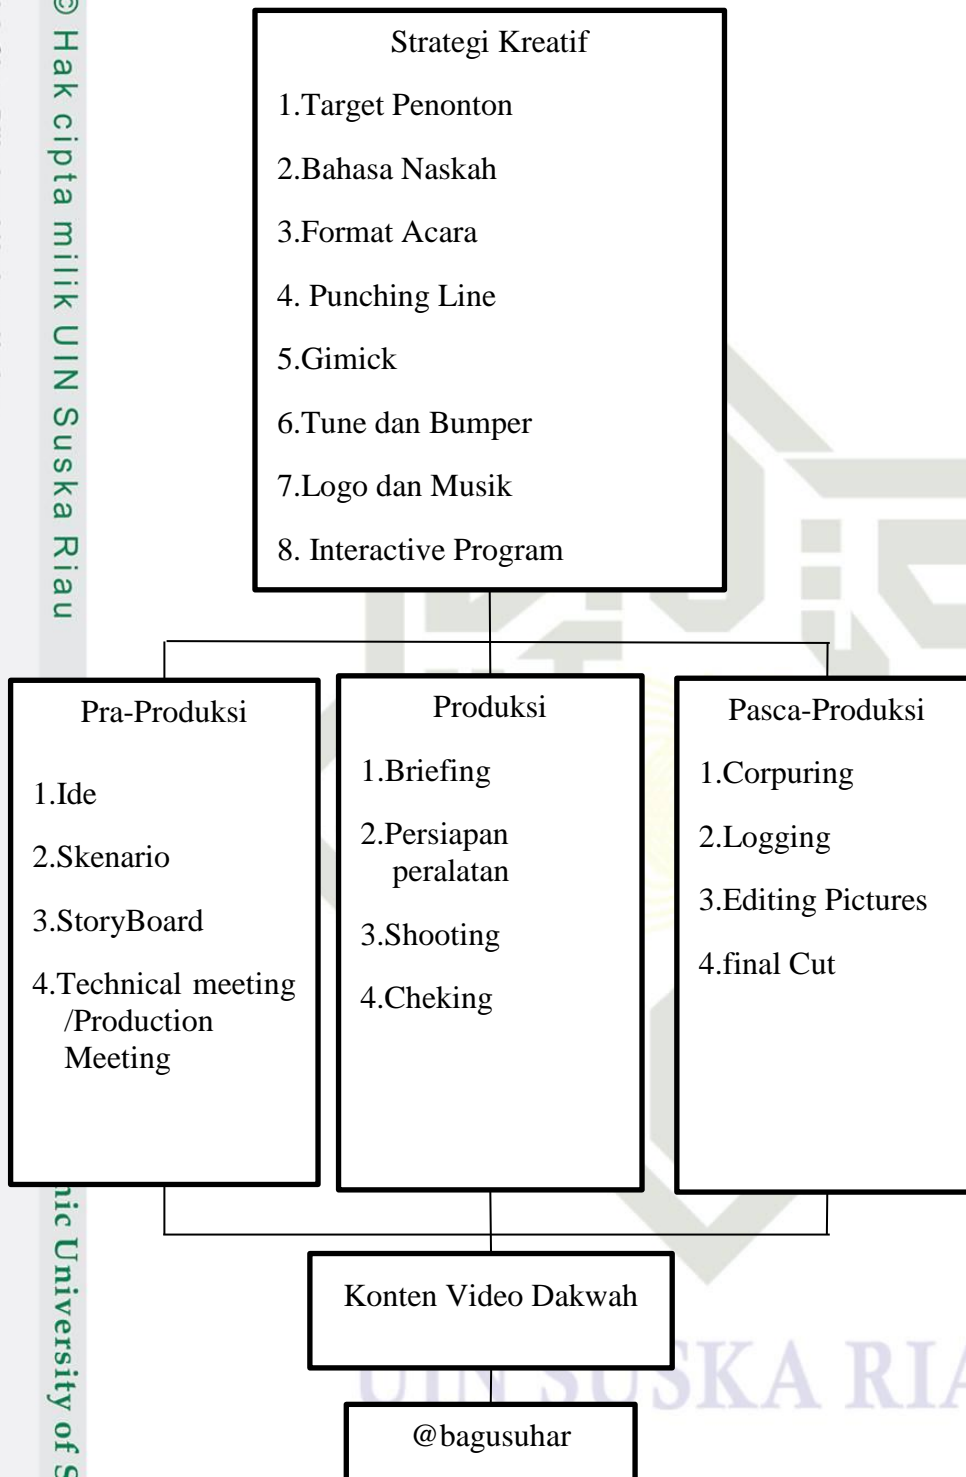 © Hak cipta milik UIN Suska Riau
Strategi Kreatif
1.Target Penonton
2.Bahasa Naskah
3.Format Acara
4. Punching Line
5.Gimick
6.Tune dan Bumper
7.Logo dan Musik
8. Interactive Program
Pra-Produksi
1.Ide
2.Skenario
3.StoryBoard
4.Technical meeting
/Production
Meeting
Produksi
1.Briefing
2.Persiapan
peralatan
3.Shooting
4.Cheking
Pasca-Produksi
1.Corpuring
2.Logging
3.Editing Pictures
4.final Cut
Konten Video Dakwah
@bagusuhar
UIN SUSKA RIA
nic University of S